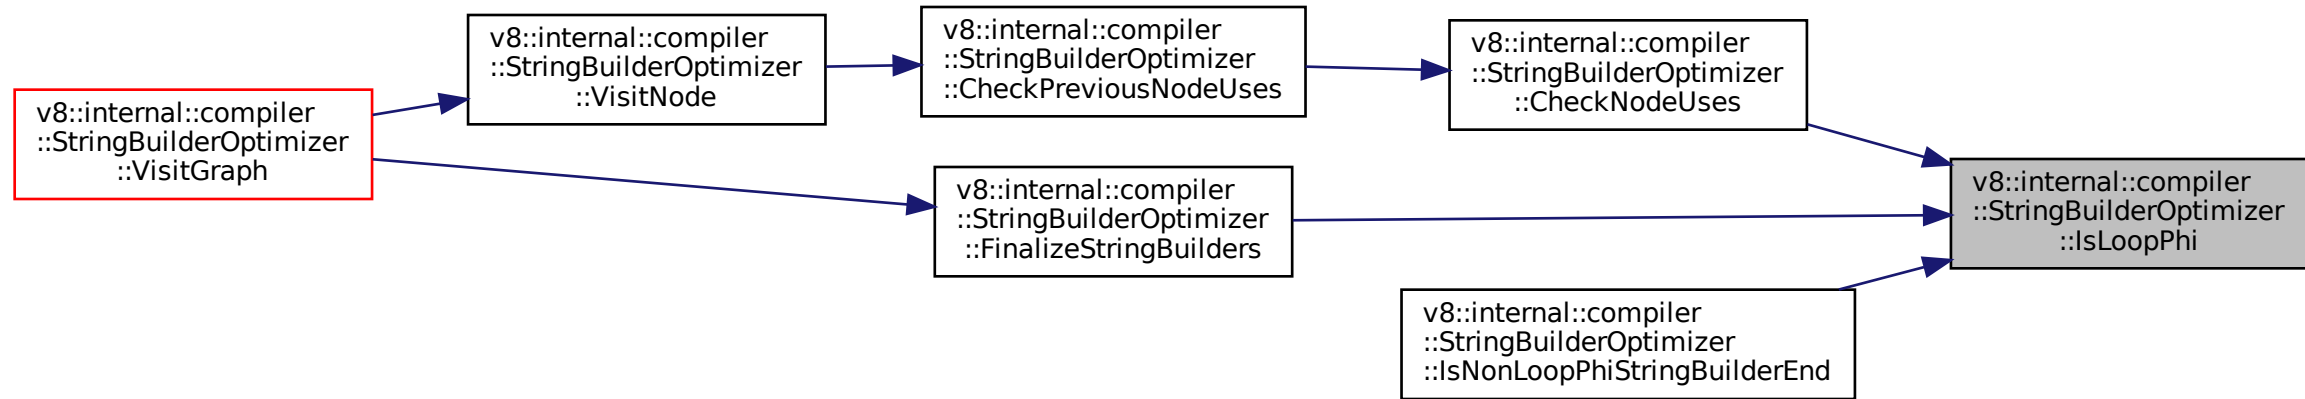 v8::internal::compiler
::StringBuilderOptimizer
::VisitGraph
v8::internal::compiler
::StringBuilderOptimizer
::VisitNode
v8::internal::compiler
::StringBuilderOptimizer
::CheckPreviousNodeUses
v8::internal::compiler
::StringBuilderOptimizer
::CheckNodeUses
v8::internal::compiler
::StringBuilderOptimizer
::FinalizeStringBuilders
v8::internal::compiler
::StringBuilderOptimizer
::IsNonLoopPhiStringBuilderEnd
v8::internal::compiler
::StringBuilderOptimizer
::IsLoopPhi